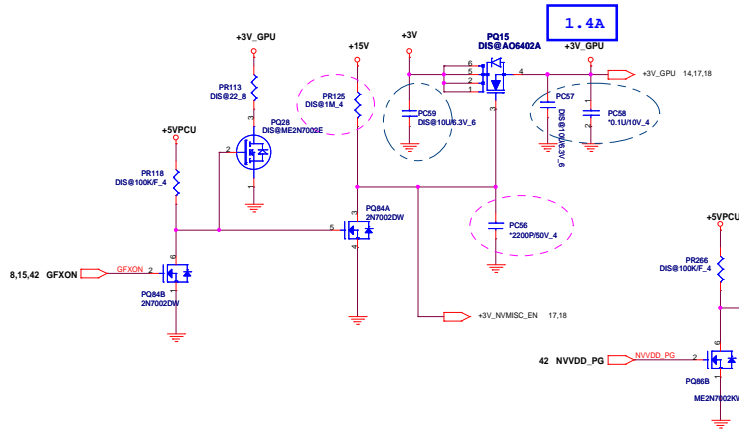 1.4A
+3V_GPU
+15V
+3V
PQ15
DIS@AO6402A
+3V_GPU
PR113
DIS@22_8
PR125
DIS@1M_4
6
5
2
1
4
3
+3V_GPU 14,17,18
PC59
DIS@10U/6.3V_6
PC57
DIS@10U/6.3V_6
1
2
PC58
*0.1U/10V_4
+5VPCU
3
PQ28
DIS@ME2N7002E
2
1
PR118
DIS@100K/F_4
PQ84A
3
2N7002DW
5
4
PC56
*2200P/50V_4
+5VPCU
PR266
DIS@100K/F_4
8,15,42 GFXON
GFXON
2
6
1
PQ84B
2N7002DW
+3V_NVMISC_EN 17,18
42 NVVDD_PG
NVVDD_PG
2
6
1
PQ86B